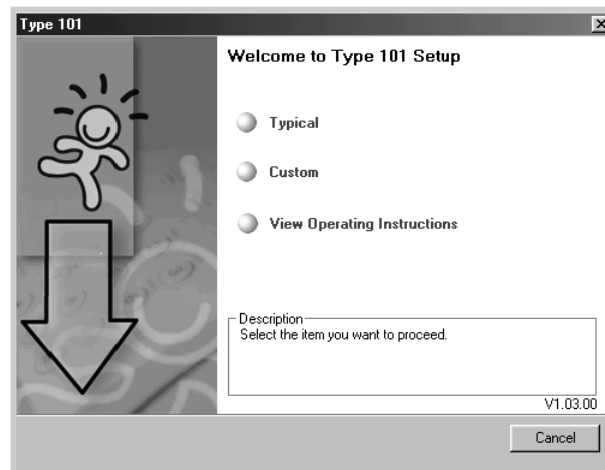 Type 101
Welcome to Type 101 Setup
Typical
Custom
View Operating Instructions
Description
Select the item you want to proceed.
V1.03.00
Cancel